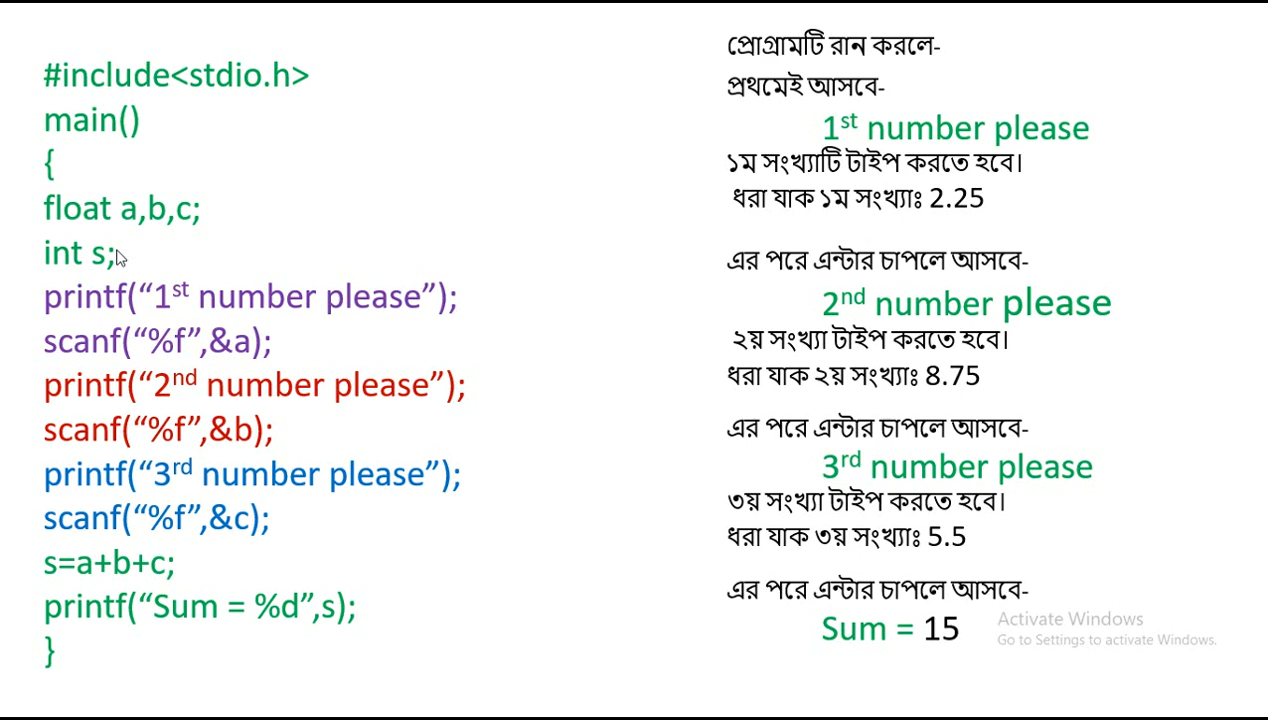 #include<stdio.h>
main()
{
float a,b,c;
int s;
printf(“1st number please”);
scanf(“%f”,&a);
printf(“2nd number please”);
scanf(“%f”,&b);
printf(“3rd number please”);
scanf(“%f”,&c);
s=a+b+c;
printf(“Sum = %d”,s);
}
প্রোগ্রামটি রান করলে-
প্রথমেই আসবে-
1st number please
১ম সংখ্যাটি টাইপ করতে হবে।
ধরা যাক ১ম সংখ্যাঃ 2.25
এর পরে এন্টার চাপলে আসবে-
2nd number please
২য় সংখ্যা টাইপ করতে হবে।
ধরা যাক ২য় সংখ্যাঃ 8.75
এর পরে এন্টার চাপলে আসবে-
3rd number please
৩য় সংখ্যা টাইপ করতে হবে।
ধরা যাক ৩য় সংখ্যাঃ 5.5
এর পরে এন্টার চাপলে আসবে-
Sum = 15
Activate Windows
Go to Settings to activate Windows.